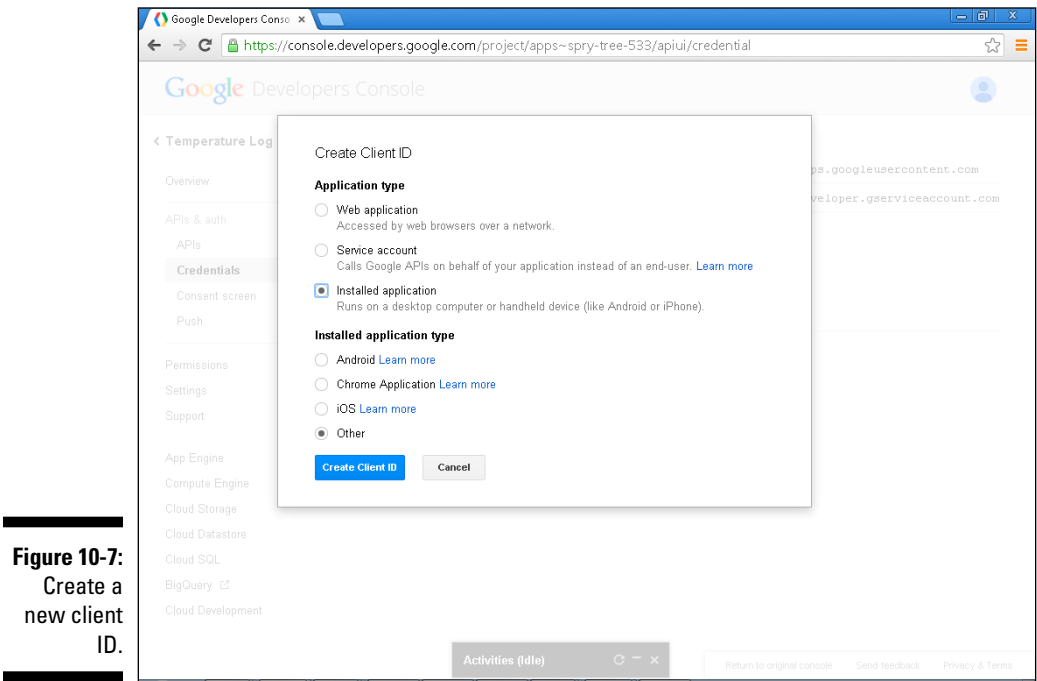 Google Developers Conso
https://console.developers.google.com/project/apps~spry-tree-533/apiui/credential
Google Developers Console
Temperature Log
Overview
APIs & auth
APIs
Credentials
Consent screen
Push
Permissions
Settings
Support
App Engine
Compute Engine
Cloud Storage
Cloud Datastore
Cloud SQL
BigQuery
Cloud Development
ps.googleusercontent.com
veloper.gserviceaccount.com
Create Client ID
Application type
Web application
Accessed by web browsers over a network.
Service account
Calls Google APIs on behalf of your application instead of an end-user. Learn more
Installed application
Runs on a desktop computer or handheld device (like Android or iPhone).
Installed application type
Android Learn more
Chrome Application Learn more
iOS Learn more
Other
Create Client ID Cancel
Activities (Idle)
Return to original console Send feedback Privacy & Terms
Figure 10-7:
Create a
new client
ID.